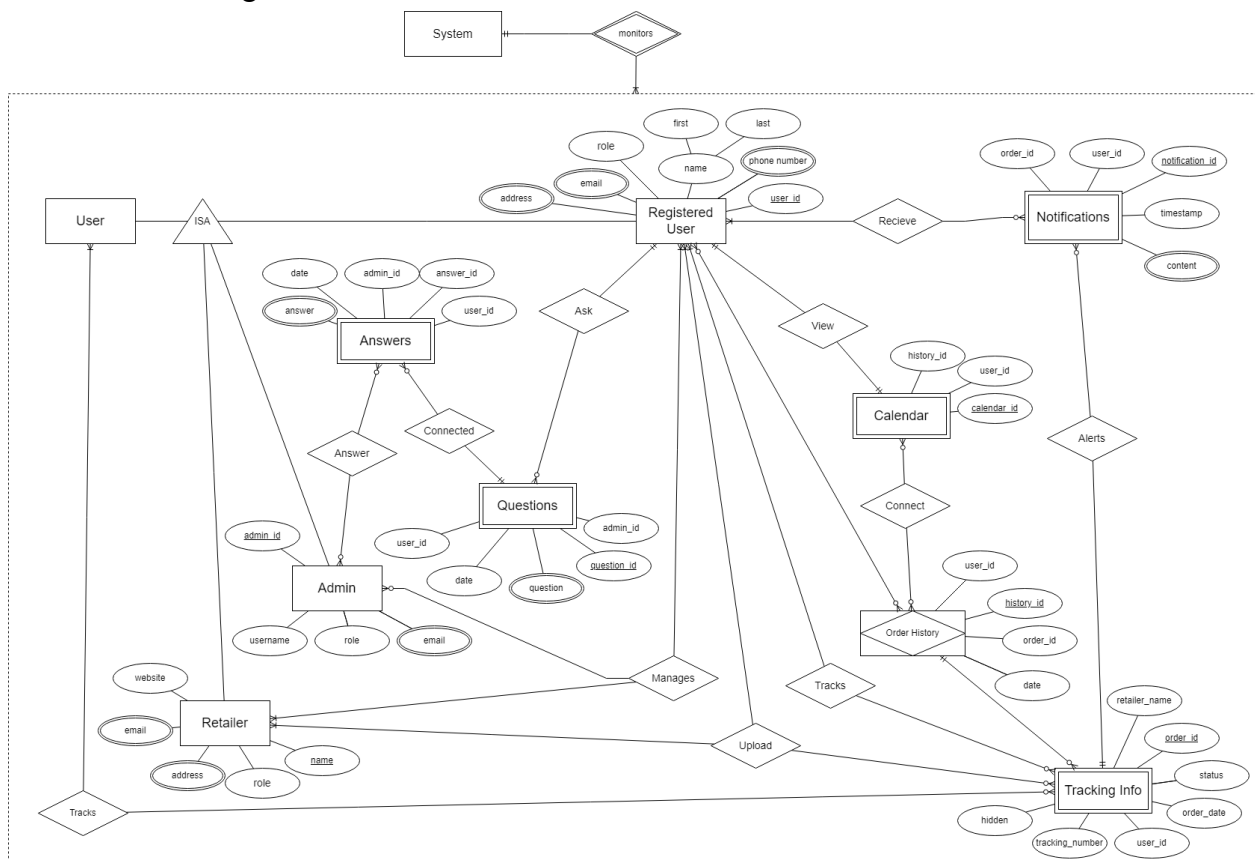 System
monitors
first
last
role
name
phone number
email
address
user_id
order_id
user_id
notification_id
User
ISA
Registered
User
Recieve
Notifications
timestamp
content
date
admin_id
answer_id
answer
user_id
Answers
Ask
View
history_id
user_id
calendar_id
Calendar
Connected
Answer
Alerts
Questions
Connect
admin_id
user_id
admin_id
question_id
date
question
Admin
user_id
history_id
Order History
order_id
date
username
role
email
website
Manages
Tracks
retailer_name
email
Retailer
order_id
address
name
role
Upload
status
Tracks
Tracking Info
order_date
hidden
tracking_number
user_id